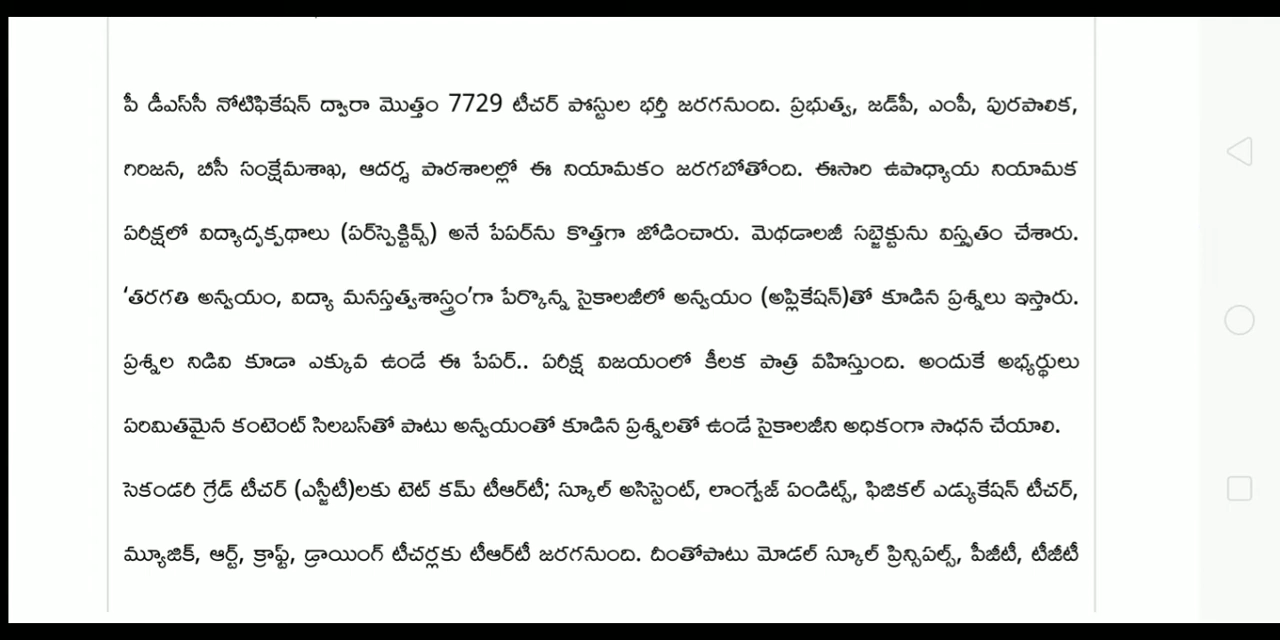 పీ డీఎస్‌సీ నోటిఫికేషన్ ద్వారా మొత్తం 7729 టీచర్ పోస్టుల భర్తీ జరగనుంది. ప్రభుత్వ, జడ్‌పీ, ఎంపీ, పురపాలిక,
గిరిజన, బీసీ సంక్షేమశాఖ, ఆదర్శ పాఠశాలల్లో ఈ నియామకం జరగబోతోంది. ఈసారి ఉపాధ్యాయ నియామక
పరీక్షలో విద్యాదృక్పథాలు (పర్‌స్పెక్టివ్స్) అనే పేపర్‌ను కొత్తగా జోడించారు. మెథడాలజీ సబ్జెక్టును విస్తృతం చేశారు.
‘తరగతి అన్వయం, విద్యా మనస్తత్వశాస్త్రం’గా పేర్కొన్న సైకాలజీలో అన్వయం (అప్లికేషన్)తో కూడిన ప్రశ్నలు ఇస్తారు.
ప్రశ్నల నిడివి కూడా ఎక్కువ ఉండే ఈ పేపర్.. పరీక్ష విజయంలో కీలక పాత్ర వహిస్తుంది. అందుకే అభ్యర్థులు
పరిమితమైన కంటెంట్ సిలబస్‌తో పాటు అన్వయంతో కూడిన ప్రశ్నలతో ఉండే సైకాలజీని అధికంగా సాధన చేయాలి.
సెకండరీ గ్రేడ్ టీచర్ (ఎస్జీటీ)లకు టెట్ కమ్ టీఆర్‌టీ; స్కూల్ అసిస్టెంట్, లాంగ్వేజ్ పండిట్స్, ఫిజికల్ ఎడ్యుకేషన్ టీచర్,
మ్యూజిక్, ఆర్ట్, క్రాఫ్ట్, డ్రాయింగ్ టీచర్లకు టీఆర్‌టీ జరగనుంది. దీంతోపాటు మోడల్ స్కూల్ ప్రిన్సిపల్స్, పీజీటీ, టీజీటీ